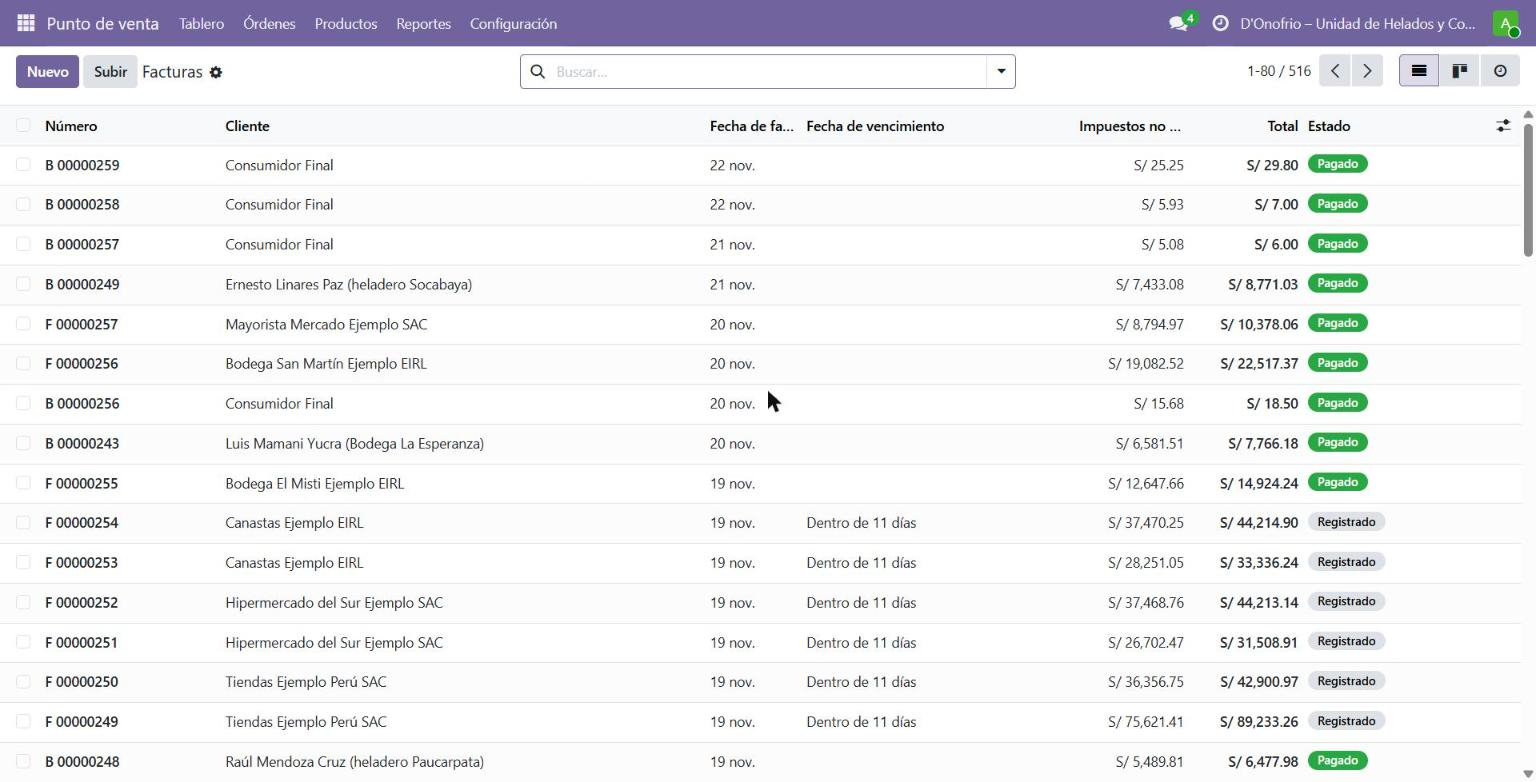 Punto de venta Tablero Órdenes Productos Reportes Configuración 4 D'Onofrio – Unidad de Helados y Co... A
Nuevo Subir Facturas Buscar... 1-80 / 516
Número Cliente Fecha de fa... Fecha de vencimiento Impuestos no ... Total Estado
B 00000259 Consumidor Final 22 nov. S/ 25.25 S/ 29.80 Pagado
B 00000258 Consumidor Final 22 nov. S/ 5.93 S/ 7.00 Pagado
B 00000257 Consumidor Final 21 nov. S/ 5.08 S/ 6.00 Pagado
B 00000249 Ernesto Linares Paz (heladero Socabaya) 21 nov. S/ 7,433.08 S/ 8,771.03 Pagado
F 00000257 Mayorista Mercado Ejemplo SAC 20 nov. S/ 8,794.97 S/ 10,378.06 Pagado
F 00000256 Bodega San Martín Ejemplo EIRL 20 nov. S/ 19,082.52 S/ 22,517.37 Pagado
B 00000256 Consumidor Final 20 nov. S/ 15.68 S/ 18.50 Pagado
B 00000243 Luis Mamani Yucra (Bodega La Esperanza) 20 nov. S/ 6,581.51 S/ 7,766.18 Pagado
F 00000255 Bodega El Misti Ejemplo EIRL 19 nov. S/ 12,647.66 S/ 14,924.24 Pagado
F 00000254 Canastas Ejemplo EIRL 19 nov. Dentro de 11 días S/ 37,470.25 S/ 44,214.90 Registrado
F 00000253 Canastas Ejemplo EIRL 19 nov. Dentro de 11 días S/ 28,251.05 S/ 33,336.24 Registrado
F 00000252 Hipermercado del Sur Ejemplo SAC 19 nov. Dentro de 11 días S/ 37,468.76 S/ 44,213.14 Registrado
F 00000251 Hipermercado del Sur Ejemplo SAC 19 nov. Dentro de 11 días S/ 26,702.47 S/ 31,508.91 Registrado
F 00000250 Tiendas Ejemplo Perú SAC 19 nov. Dentro de 11 días S/ 36,356.75 S/ 42,900.97 Registrado
F 00000249 Tiendas Ejemplo Perú SAC 19 nov. Dentro de 11 días S/ 75,621.41 S/ 89,233.26 Registrado
B 00000248 Raúl Mendoza Cruz (heladero Paucarpata) 19 nov. S/ 5,489.81 S/ 6,477.98 Pagado